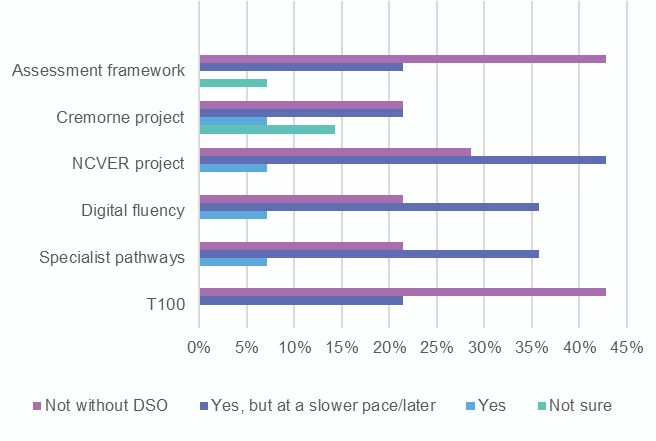 Assessment framework
Cremorne project
NCVER project
Digital fluency
Specialist pathways
T100
0% 5% 10% 15% 20% 25% 30% 35% 40% 45%
Not without DSO Yes, but at a slower pace/later Yes Not sure